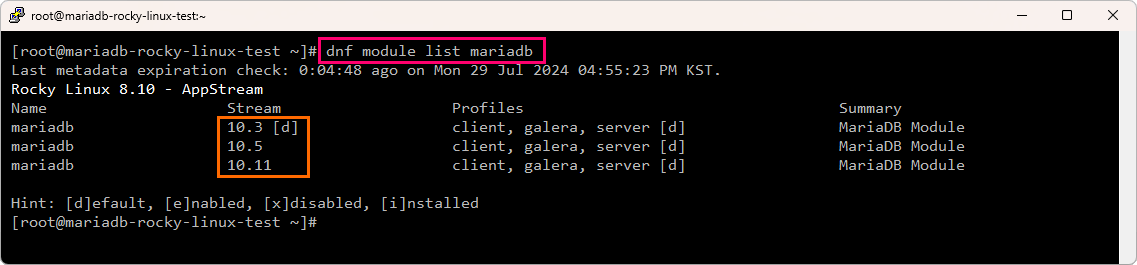 root@mariadb-rocky-linux-test:~
[root@mariadb-rocky-linux-test ~]# dnf module list mariadb
Last metadata expiration check: 0:04:48 ago on Mon 29 Jul 2024 04:55:23 PM KST.
Rocky Linux 8.10 - AppStream
Name Stream Profiles Summary
mariadb 10.3 [d] client, galera, server [d] MariaDB Module
mariadb 10.5 client, galera, server [d] MariaDB Module
mariadb 10.11 client, galera, server [d] MariaDB Module
Hint: [d]efault, [e]nabled, [x]disabled, [i]nstalled
[root@mariadb-rocky-linux-test ~]#